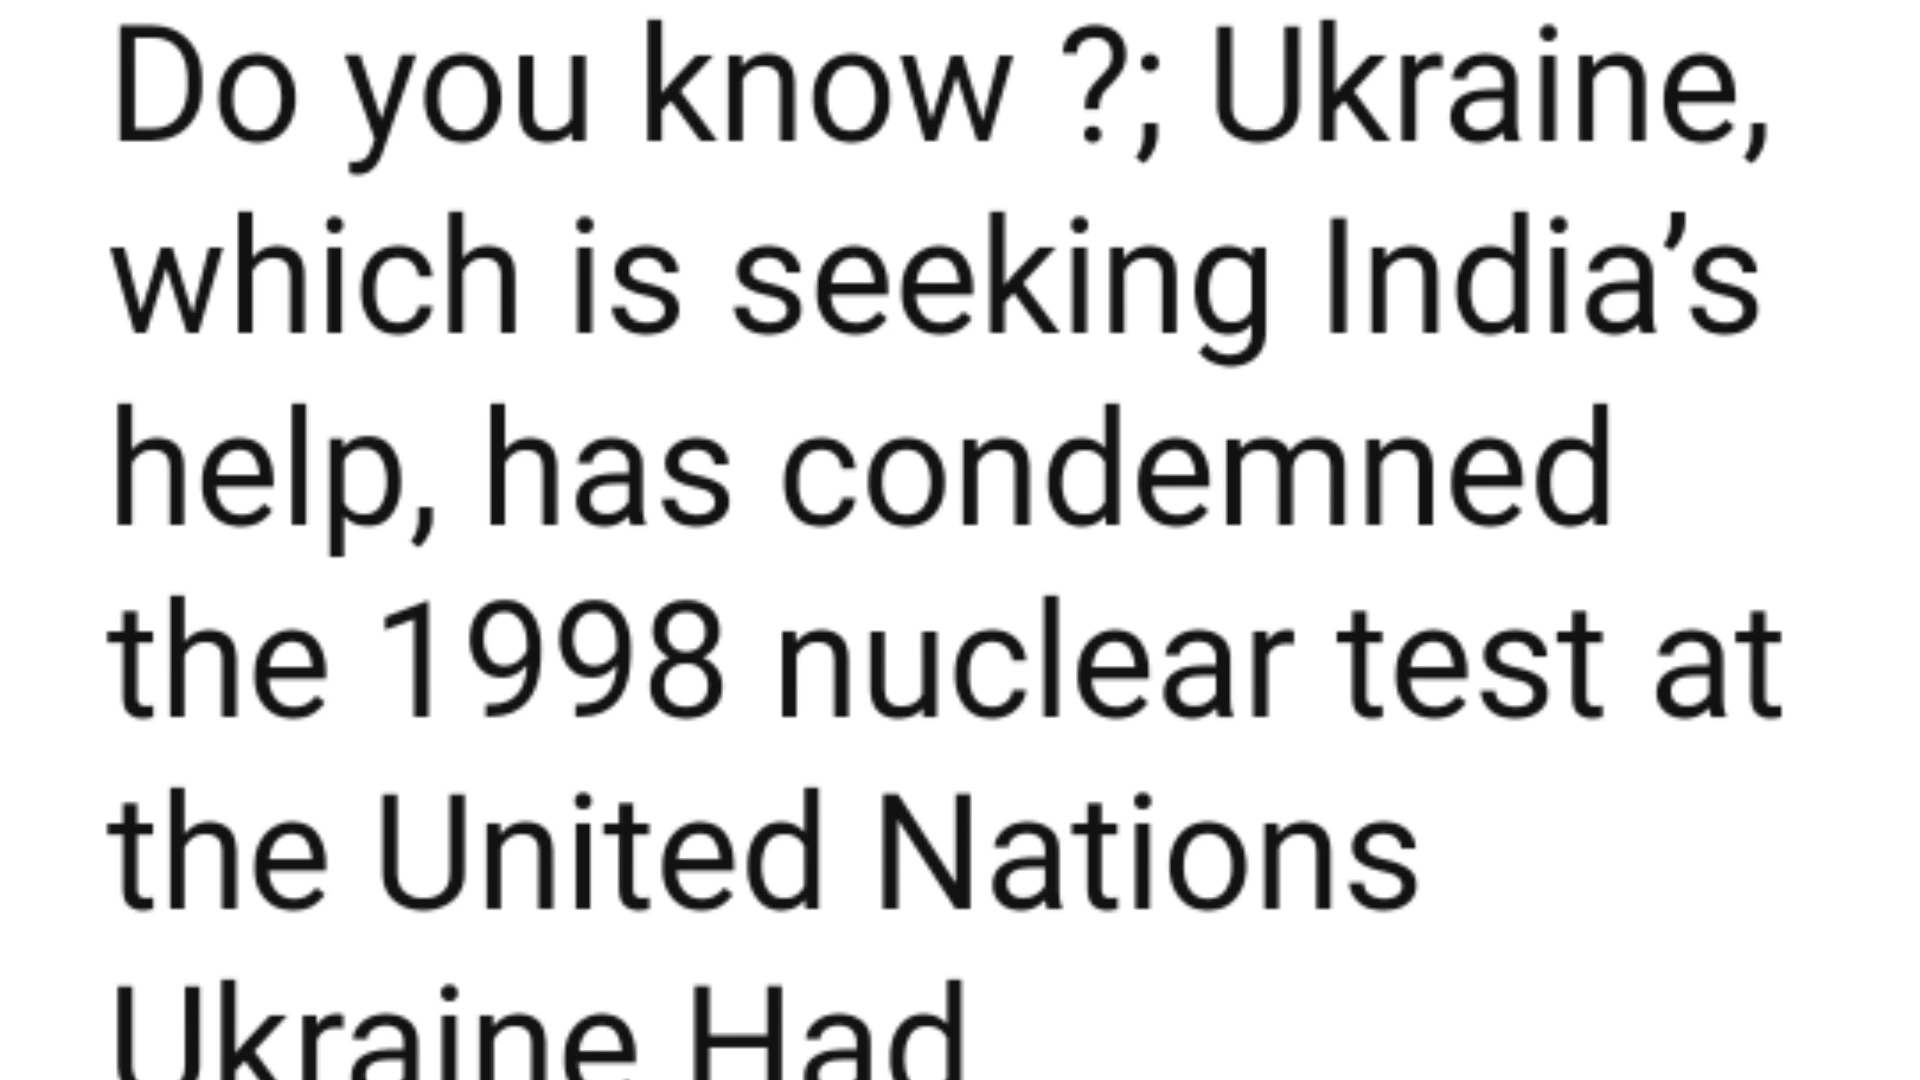 Do you know ?; Ukraine,
which is seeking India’s
help, has condemned
the 1998 nuclear test at
the United Nations
Ukraine Had